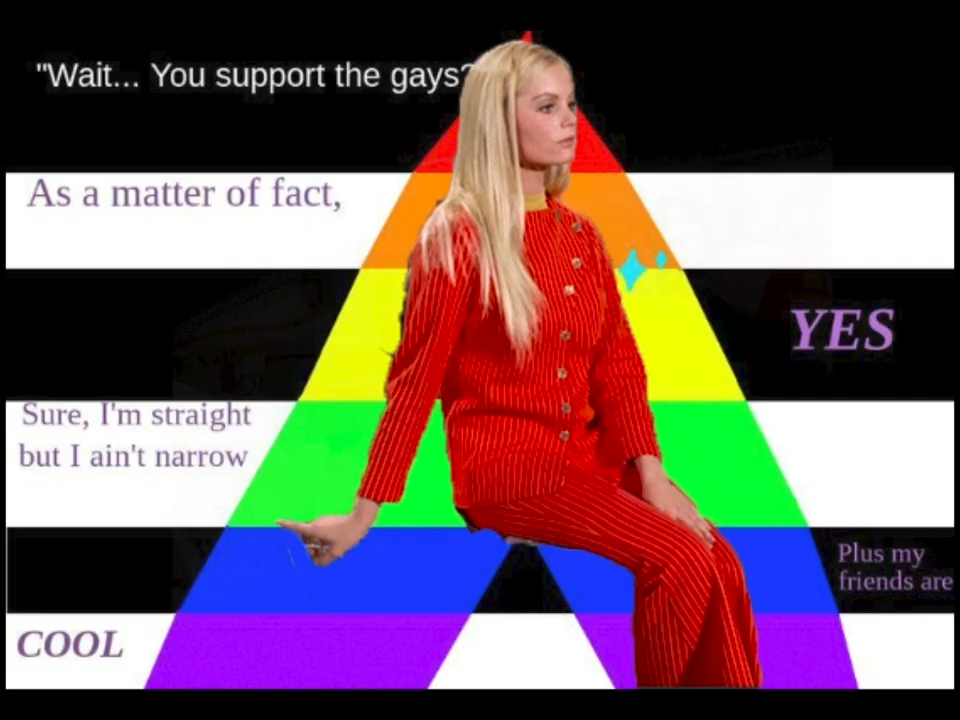 "Wait... You support the gays?
As a matter of fact,
YES
Sure, I'm straight
but I ain't narrow
Plus my
friends are
COOL